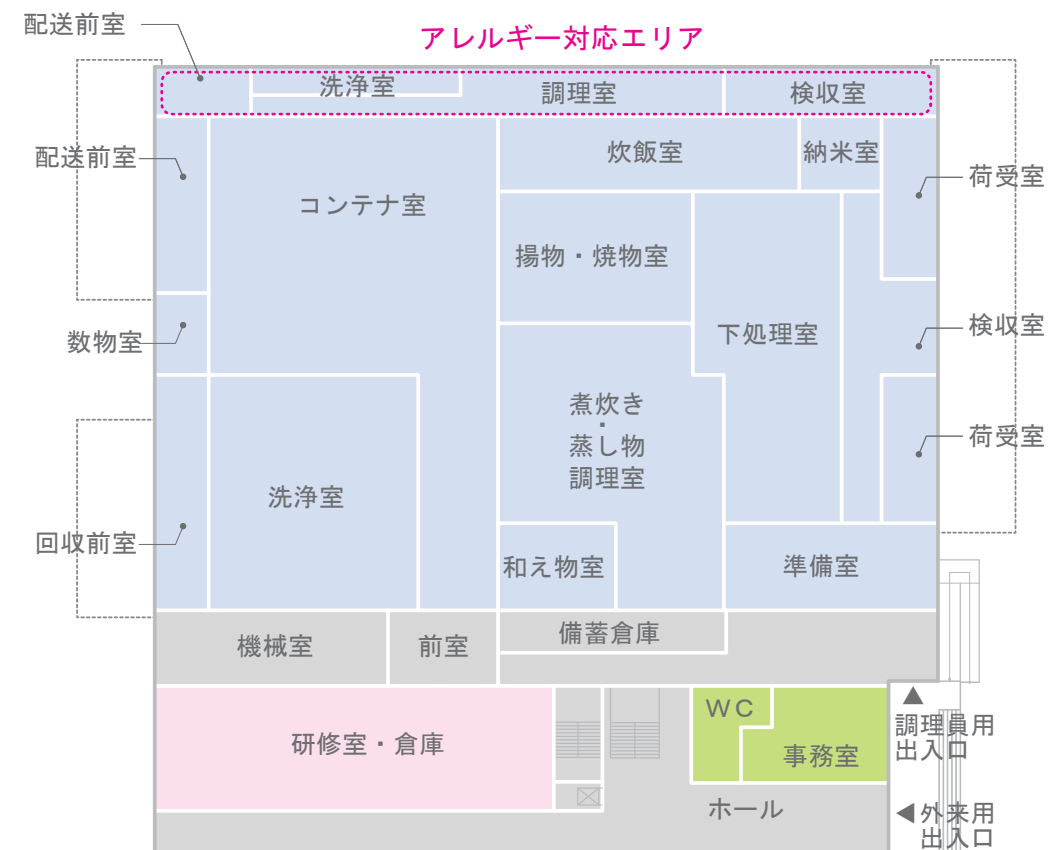 配送前室
アレルギー対応エリア
洗浄室
調理室
検収室
配送前室
炊飯室
納米室
荷受室
コンテナ室
揚物・焼物室
数物室
下処理室
検収室
煮炊き
・
蒸し物
調理室
荷受室
洗浄室
回収前室
和え物室
準備室
機械室
前室
備蓄倉庫
研修室・倉庫
WC
事務室
▲
調理員用
出入口
ホール
◀外来用
出入口